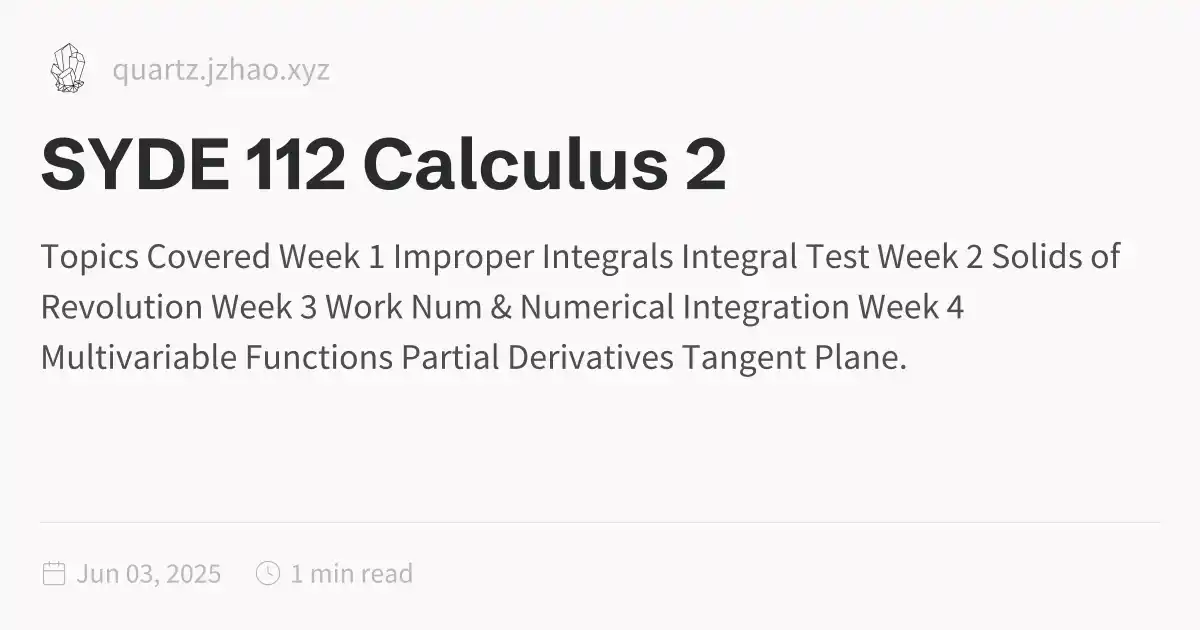 quartz.jzhao.xyz
SYDE 112 Calculus 2
Topics Covered Week 1 Improper Integrals Integral Test Week 2 Solids of
Revolution Week 3 Work Num & Numerical Integration Week 4
Multivariable Functions Partial Derivatives Tangent Plane.
Jun 03, 2025 1 min read